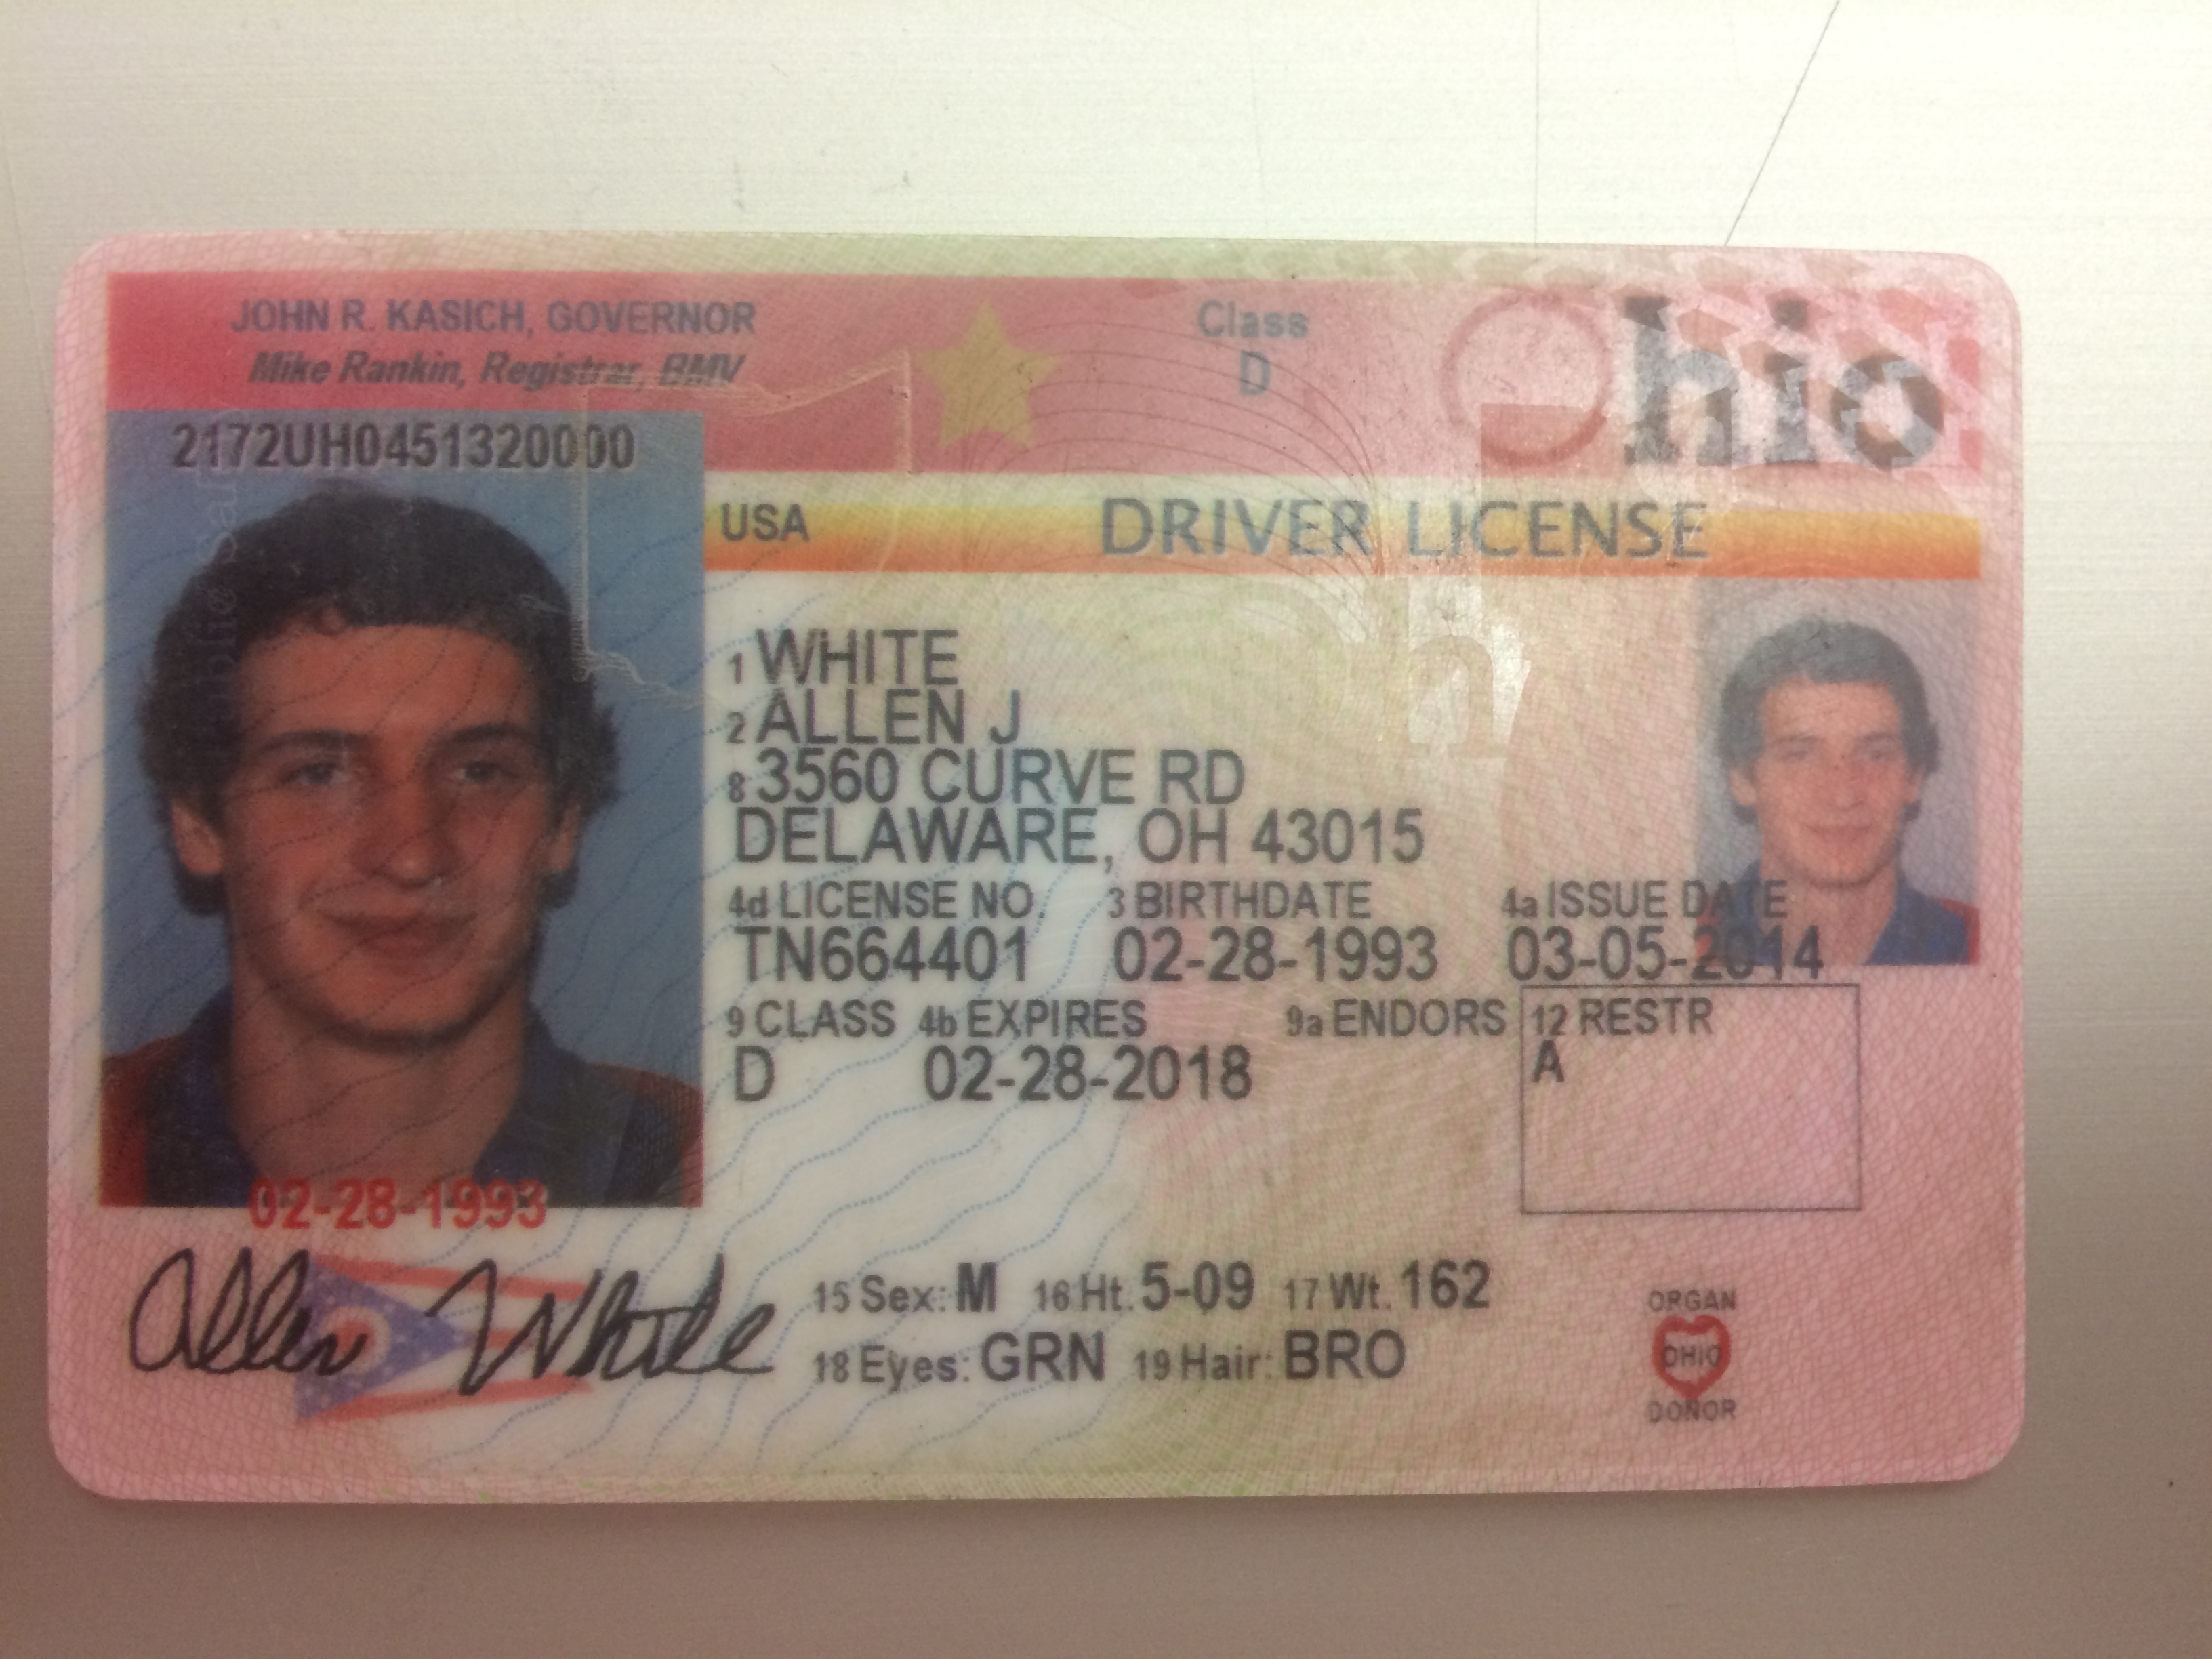 JOHN R. KASICH, GOVERNOR
Mike Rankin, Registrar, BMV
Class
D
Ohio
2172UH0451320000
USA
DRIVER LICENSE
1 WHITE
2 ALLEN J
8 3560 CURVE RD
DELAWARE, OH 43015
4d LICENSE NO. 3 BIRTHDATE 4a ISSUE DATE
TN664401 02-28-1993 03-05-2014
9 CLASS 4b EXPIRES 9a ENDORS 12 RESTR
D 02-28-2018 A
02-28-1993
Allen White
15 Sex: M 16 Ht. 5-09 17 Wt. 162
18 Eyes: GRN 19 Hair: BRO
ORGAN
OHIO
DONOR